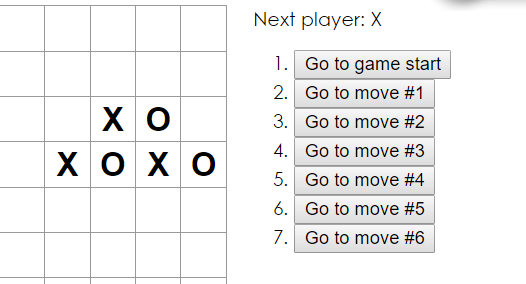 Next player: X
1. Go to game start
2. Go to move #1
X O
3. Go to move #2
4. Go to move #3
X O X O
5. Go to move #4
6. Go to move #5
7. Go to move #6